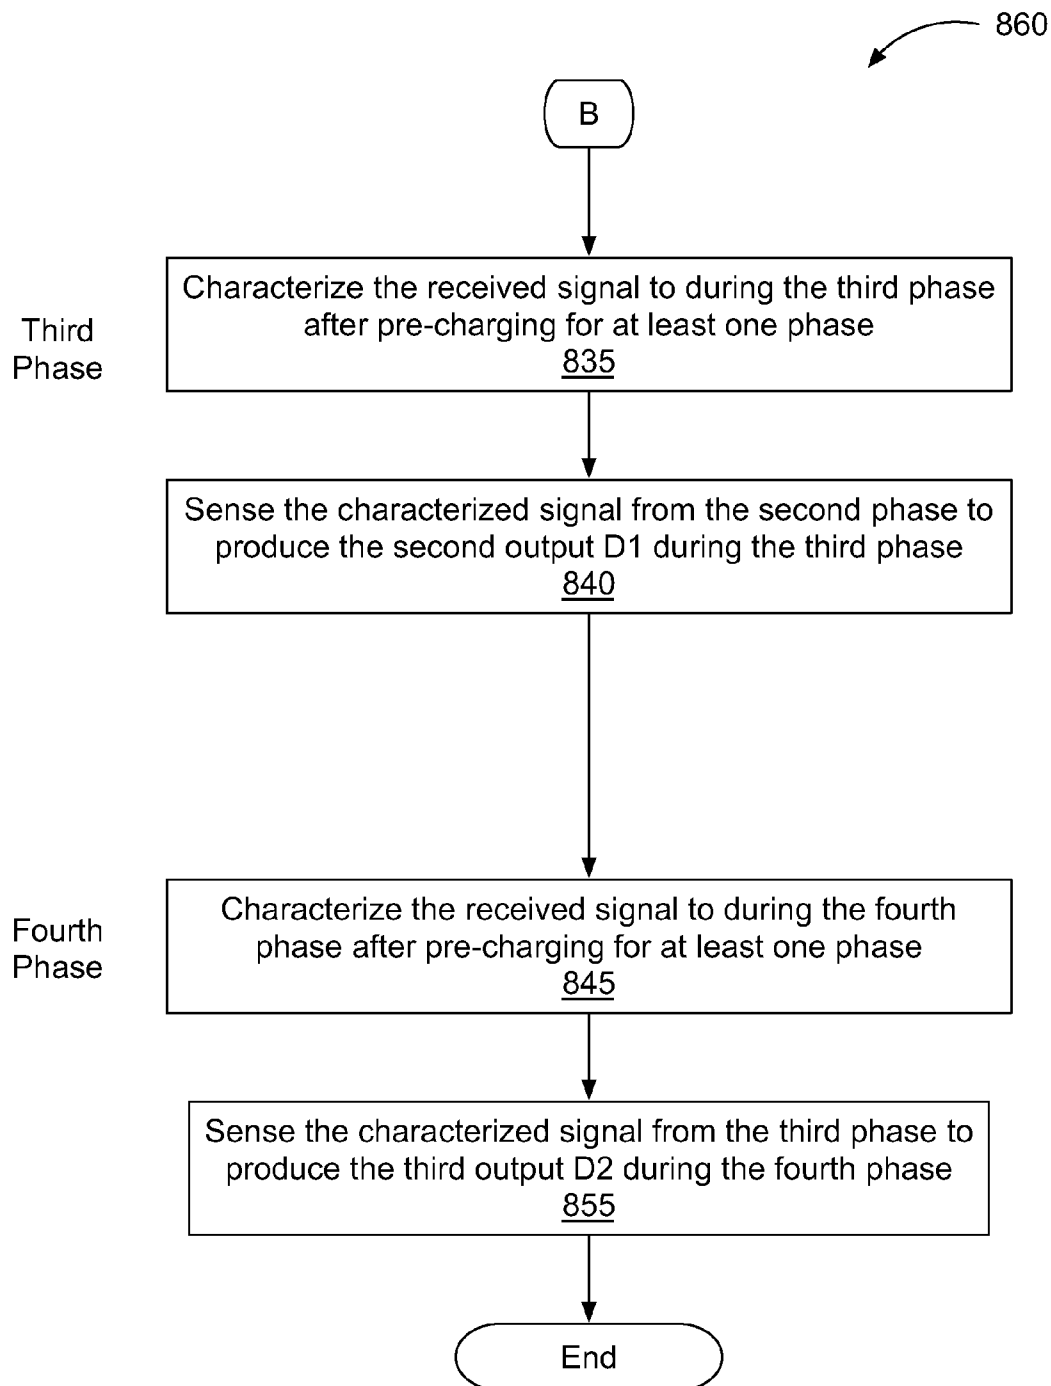 860
B
Third
Phase
Characterize the received signal to during the third phase
after pre-charging for at least one phase
835
Sense the characterized signal from the second phase to
produce the second output D1 during the third phase
840
Fourth
Phase
Characterize the received signal to during the fourth
phase after pre-charging for at least one phase
845
Sense the characterized signal from the third phase to
produce the third output D2 during the fourth phase
855
End